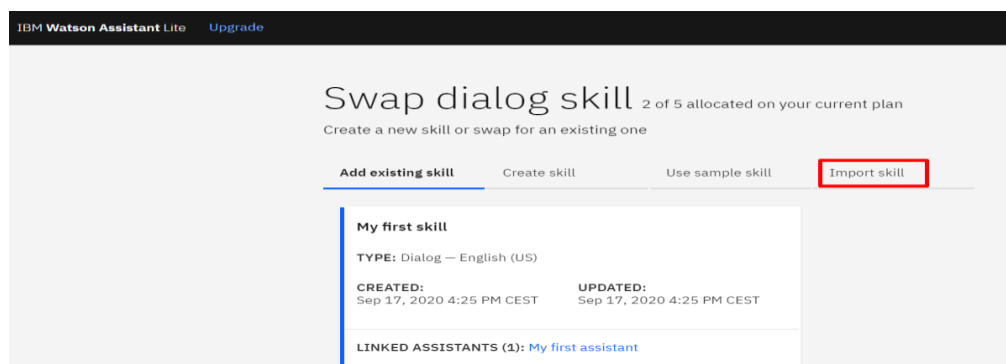 IBM Watson Assistant Lite Upgrade
Swap dialog skill 2 of 5 allocated on your current plan
Create a new skill or swap for an existing one
Add existing skill Create skill Use sample skill Import skill
My first skill
TYPE: Dialog — English (US)
CREATED: UPDATED:
Sep 17, 2020 4:25 PM CEST Sep 17, 2020 4:25 PM CEST
LINKED ASSISTANTS (1): My first assistant